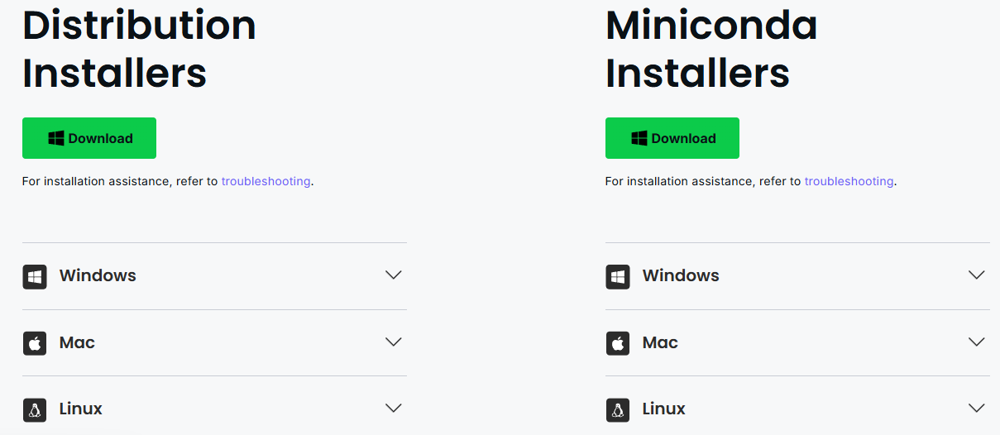 Distribution
Installers
Download
For installation assistance, refer to troubleshooting.
Windows
Mac
Linux
Miniconda
Installers
Download
For installation assistance, refer to troubleshooting.
Windows
Mac
Linux